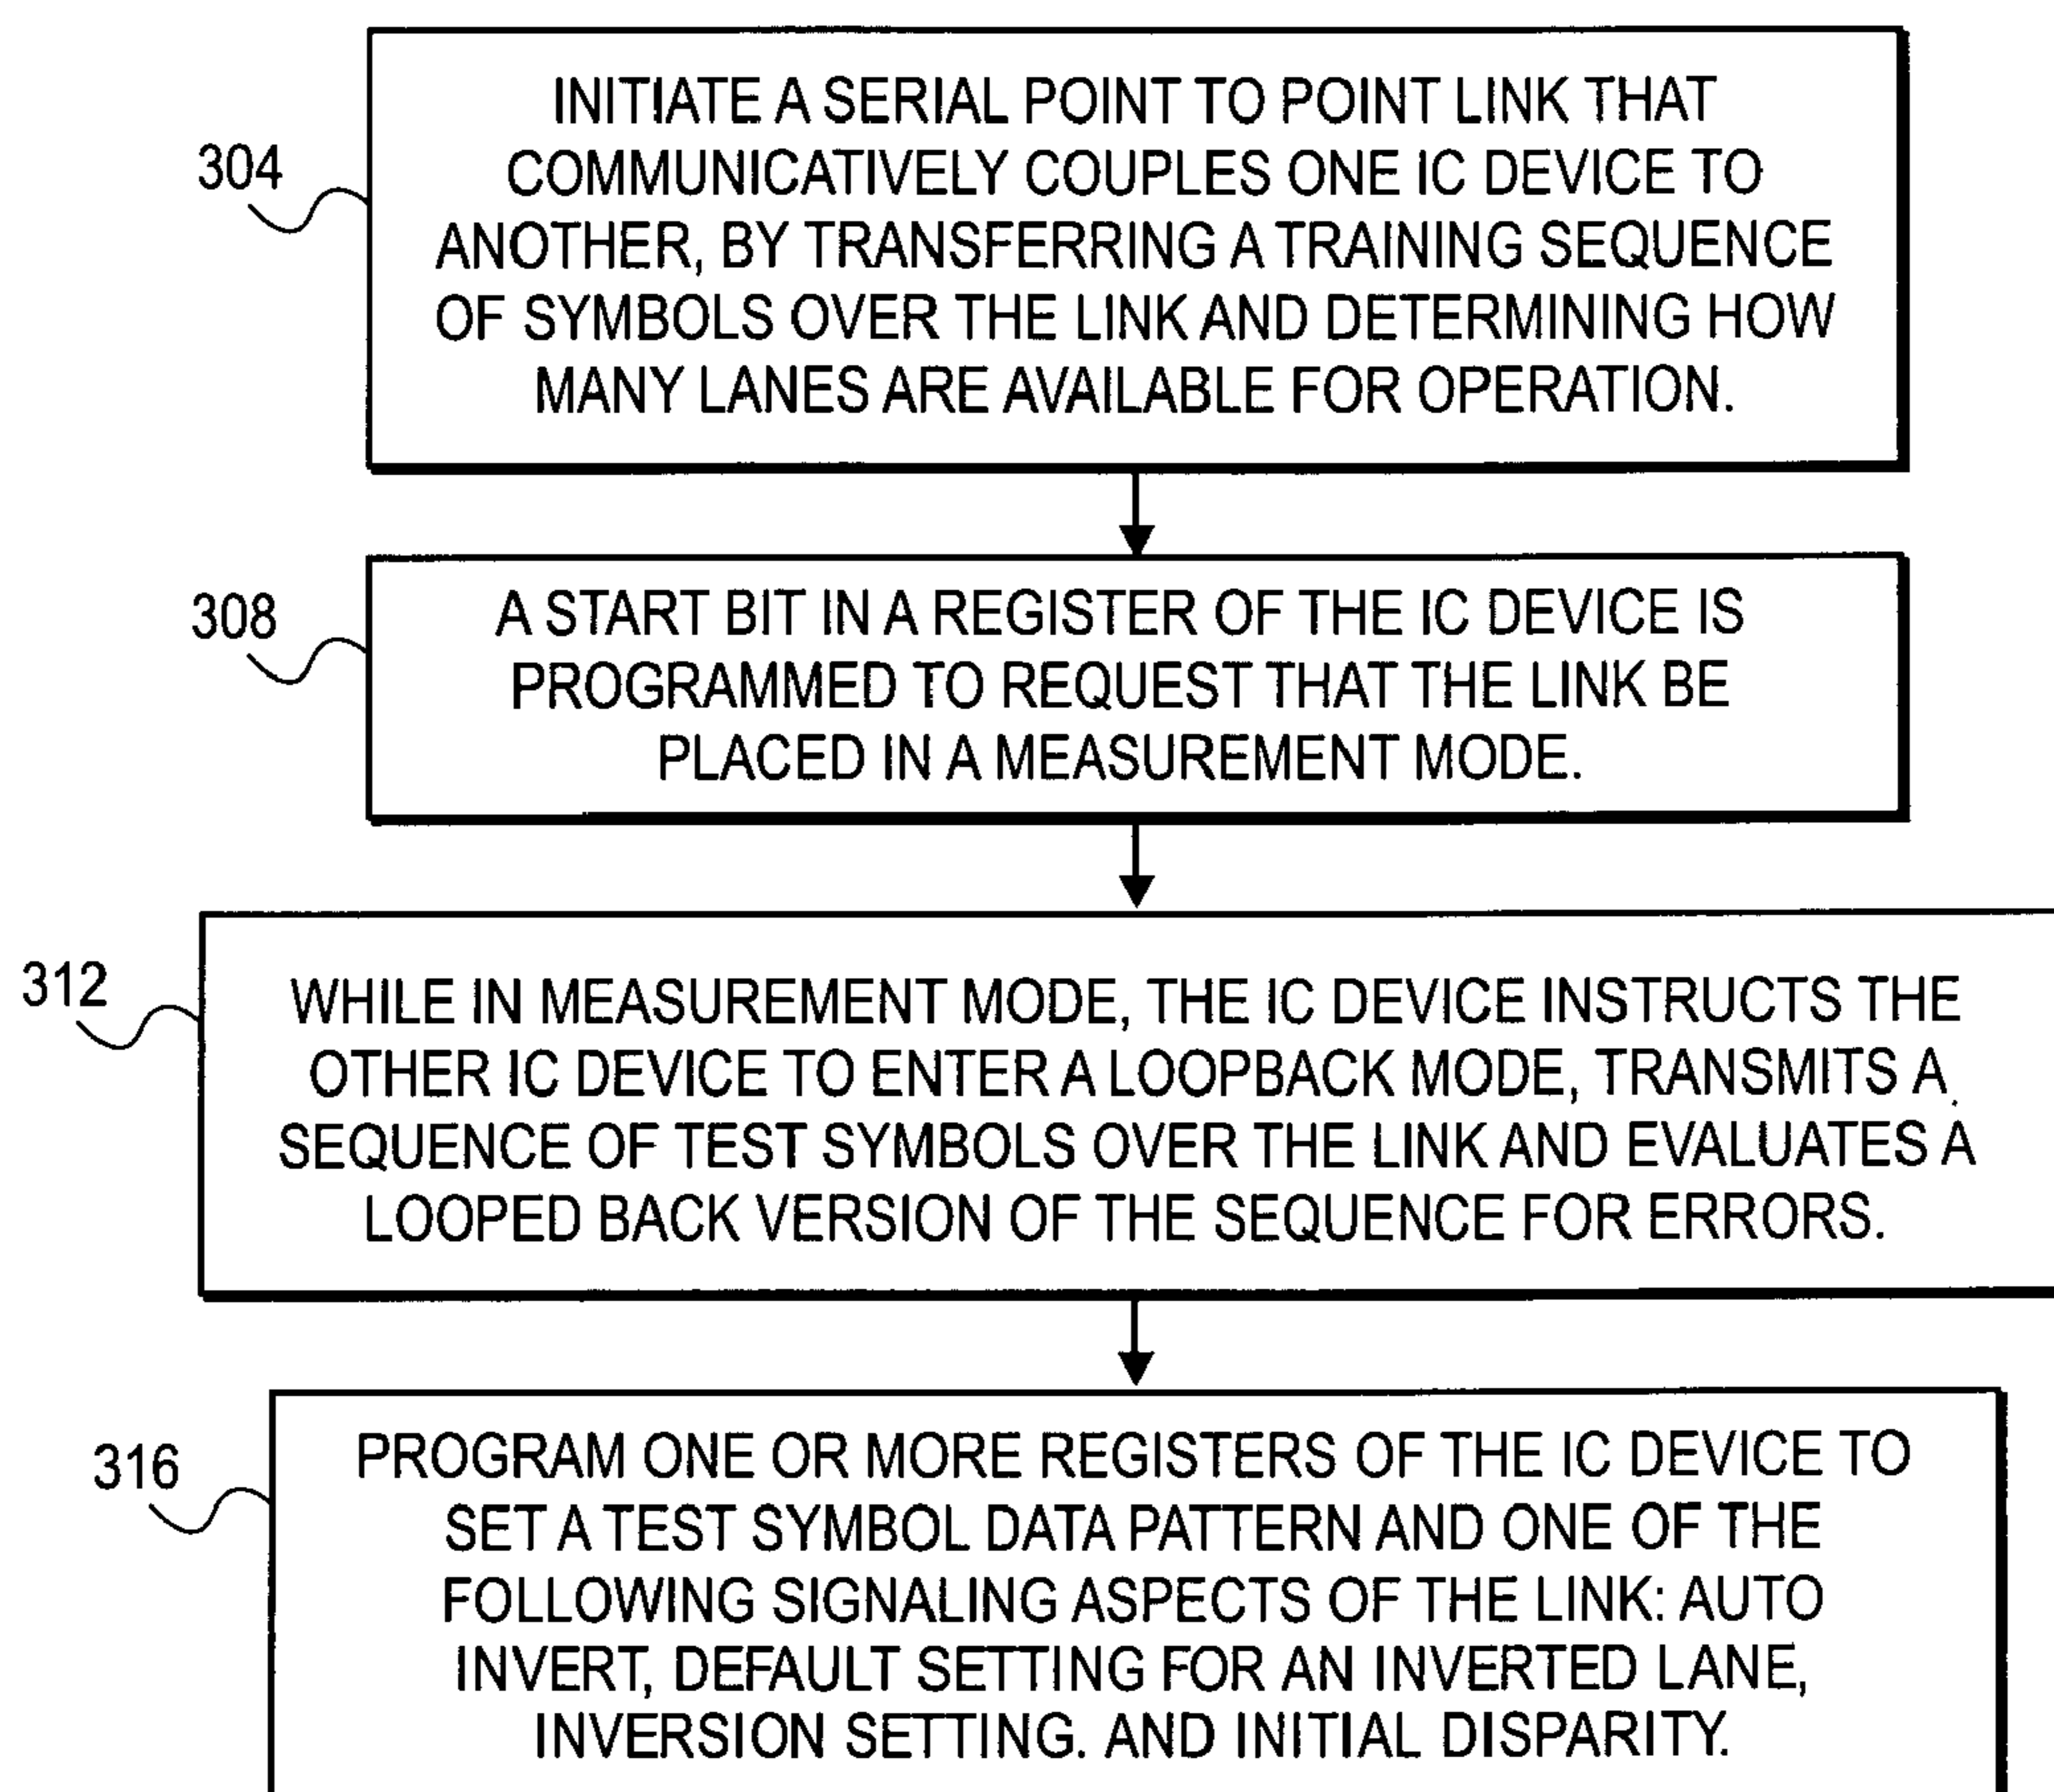 304
INITIATE A SERIAL POINT TO POINT LINK THAT
COMMUNICATIVELY COUPLES ONE IC DEVICE TO
ANOTHER, BY TRANSFERRING A TRAINING SEQUENCE
OF SYMBOLS OVER THE LINK AND DETERMINING HOW
MANY LANES ARE AVAILABLE FOR OPERATION.
308
A START BIT IN A REGISTER OF THE IC DEVICE IS
PROGRAMMED TO REQUEST THAT THE LINK BE
PLACED IN A MEASUREMENT MODE.
312
WHILE IN MEASUREMENT MODE, THE IC DEVICE INSTRUCTS THE
OTHER IC DEVICE TO ENTER A LOOPBACK MODE, TRANSMITS A
SEQUENCE OF TEST SYMBOLS OVER THE LINK AND EVALUATES A
LOOPED BACK VERSION OF THE SEQUENCE FOR ERRORS.
316
PROGRAM ONE OR MORE REGISTERS OF THE IC DEVICE TO
SET A TEST SYMBOL DATA PATTERN AND ONE OF THE
FOLLOWING SIGNALING ASPECTS OF THE LINK: AUTO
INVERT, DEFAULT SETTING FOR AN INVERTED LANE,
INVERSION SETTING. AND INITIAL DISPARITY.